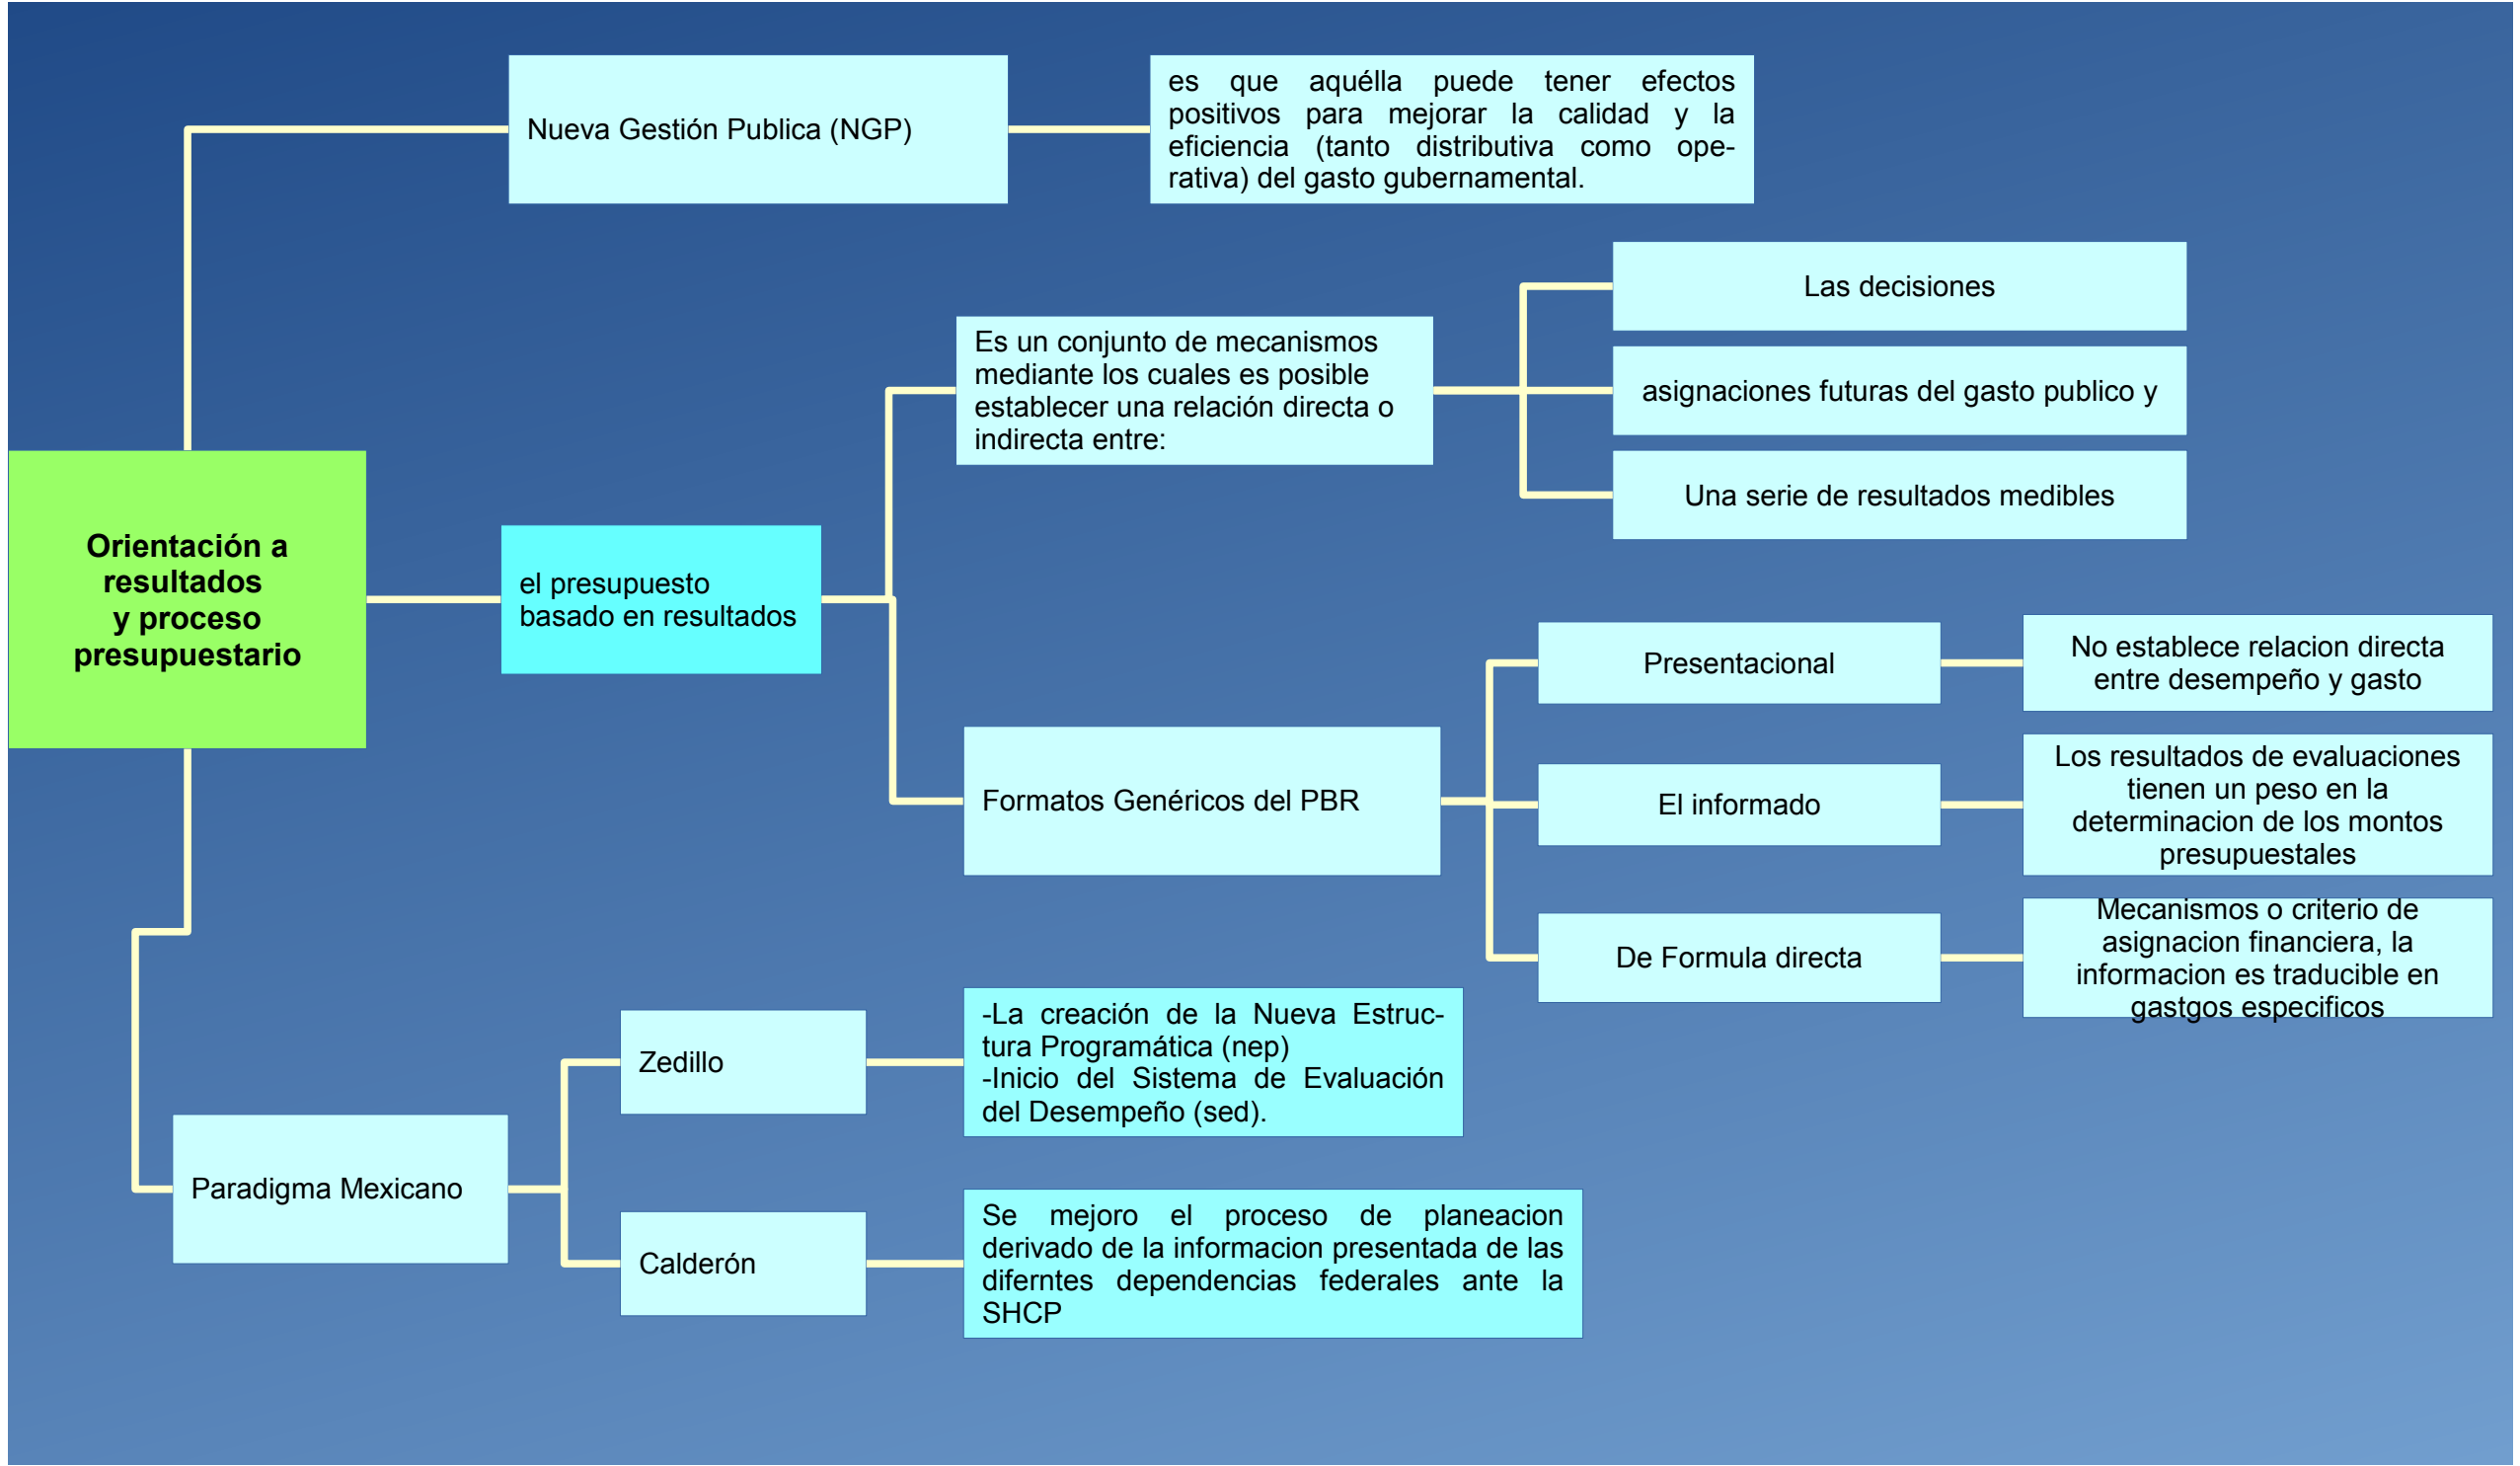 Orientación a
resultados
y proceso
presupuestario
Nueva Gestión Publica (NGP)
es que aquélla puede tener efectos
positivos para mejorar la calidad y la
eficiencia (tanto distributiva como ope-
rativa) del gasto gubernamental.
el presupuesto
basado en resultados
Es un conjunto de mecanismos
mediante los cuales es posible
establecer una relación directa o
indirecta entre:
Las decisiones
asignaciones futuras del gasto publico y
Una serie de resultados medibles
Formatos Genéricos del PBR
Presentacional
No establece relacion directa
entre desempeño y gasto
El informado
Los resultados de evaluaciones
tienen un peso en la
determinacion de los montos
presupuestales
De Formula directa
Mecanismos o criterio de
asignacion financiera, la
informacion es traducible en
gastgos especificos
Paradigma Mexicano
Zedillo
-La creación de la Nueva Estruc-
tura Programática (nep)
-Inicio del Sistema de Evaluación
del Desempeño (sed).
Calderón
Se mejoro el proceso de planeacion
derivado de la informacion presentada de las
diferntes dependencias federales ante la
SHCP